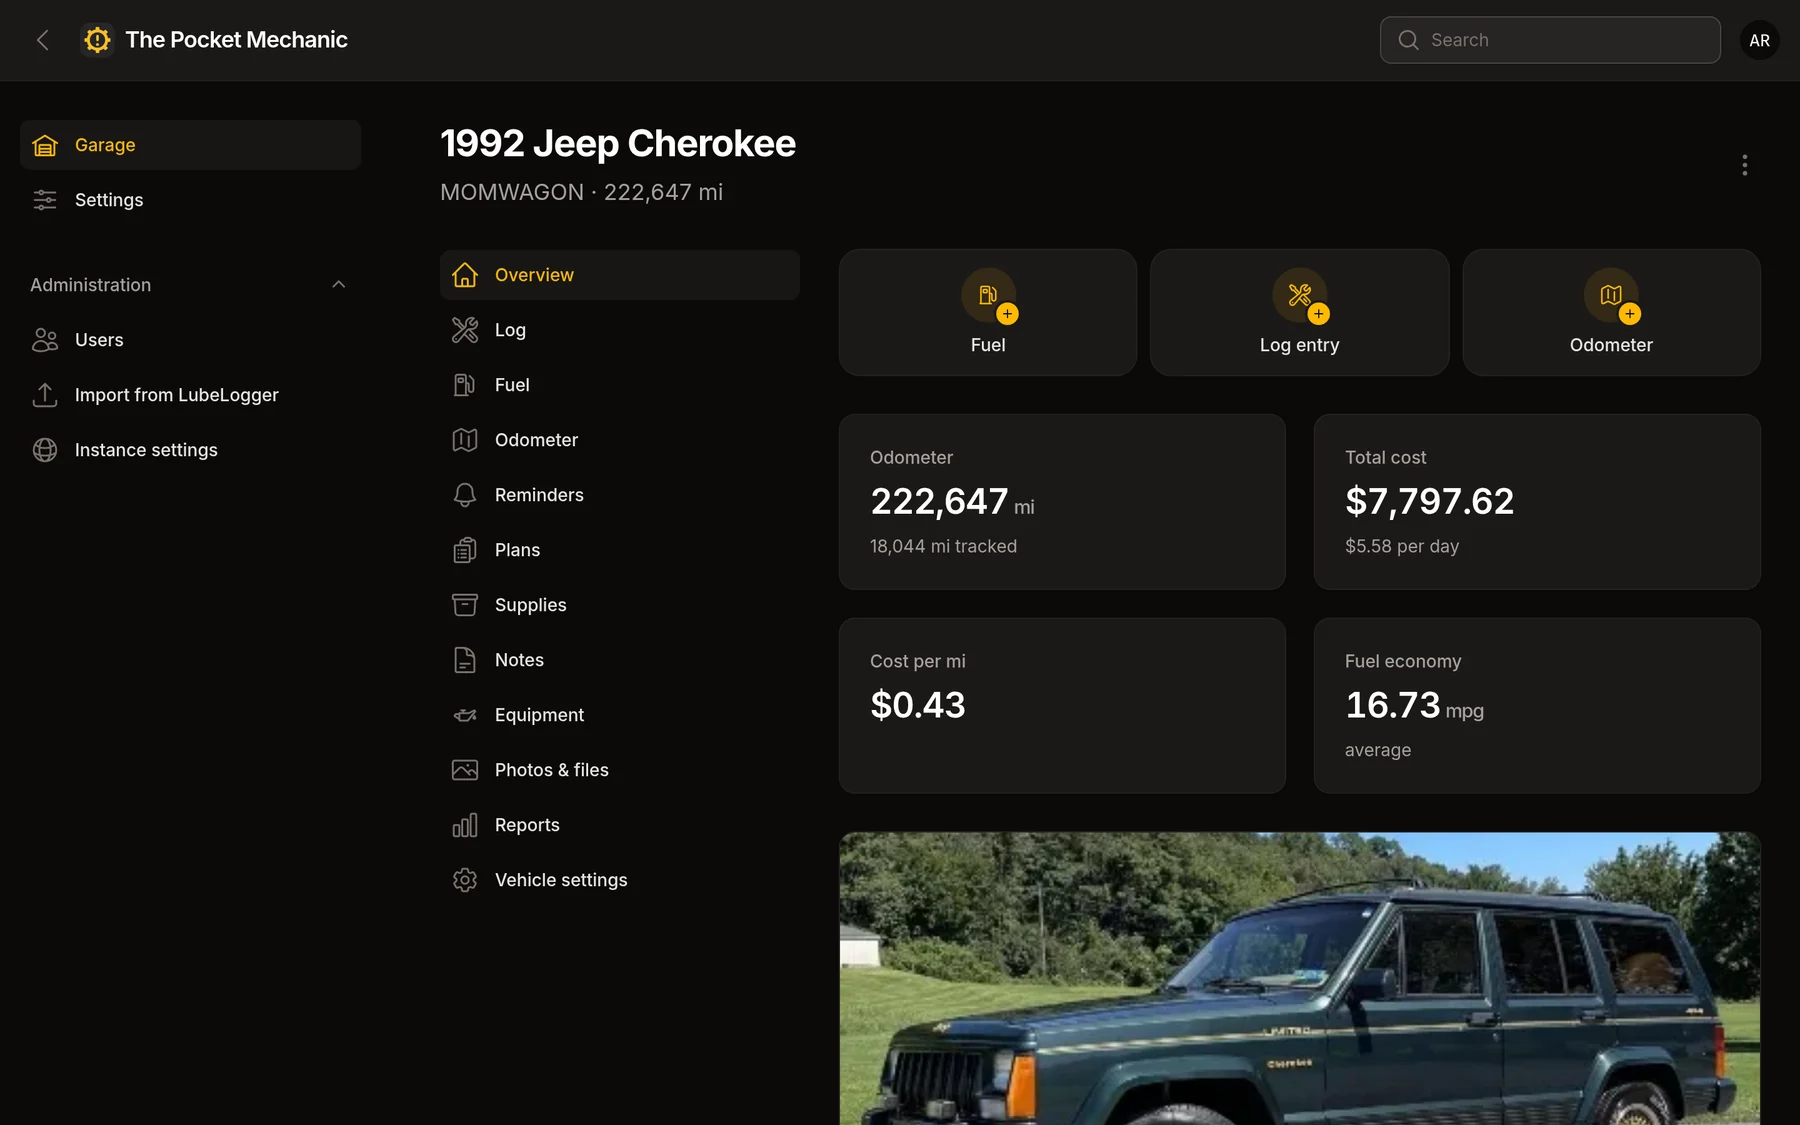 The Pocket Mechanic
Search
AR
Garage
Settings
Administration
Users
Import from LubeLogger
Instance settings
1992 Jeep Cherokee
MOMWAGON · 222,647 mi
Overview
Log
Fuel
Odometer
Reminders
Plans
Supplies
Notes
Equipment
Photos & files
Reports
Vehicle settings
Fuel
Log entry
Odometer
Odometer
222,647 mi
18,044 mi tracked
Total cost
$7,797.62
$5.58 per day
Cost per mi
$0.43
Fuel economy
16.73 mpg
average
LIMITED
Cherokee